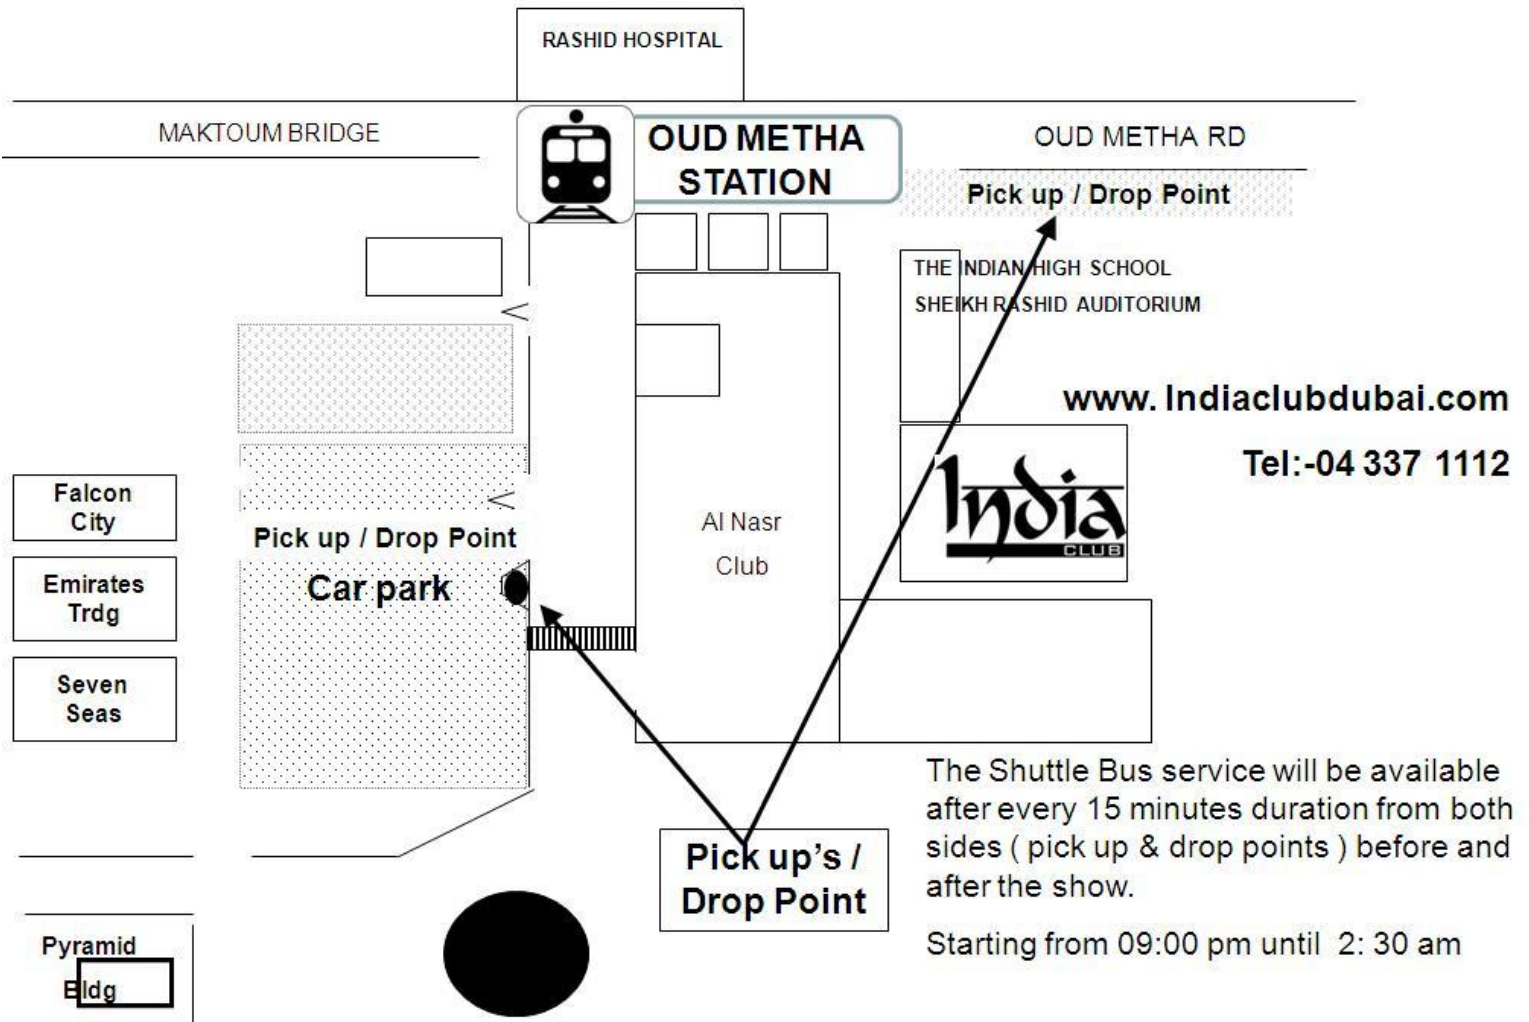 RASHID HOSPITAL
MAKTOUM BRIDGE
OUD METHA
STATION
OUD METHA RD
Pick up / Drop Point
THE INDIAN HIGH SCHOOL
SHEIKH RASHID AUDITORIUM
www. Indiaclubdubai.com
Tel:-04 337 1112
India
CLUB
Falcon
City
Emirates
Trdg
Seven
Seas
Pick up / Drop Point
Car park
Al Nasr
Club
Pick up's /
Drop Point
The Shuttle Bus service will be available
after every 15 minutes duration from both
sides ( pick up & drop points ) before and
after the show.
Starting from 09:00 pm until 2: 30 am
Pyramid
Bldg